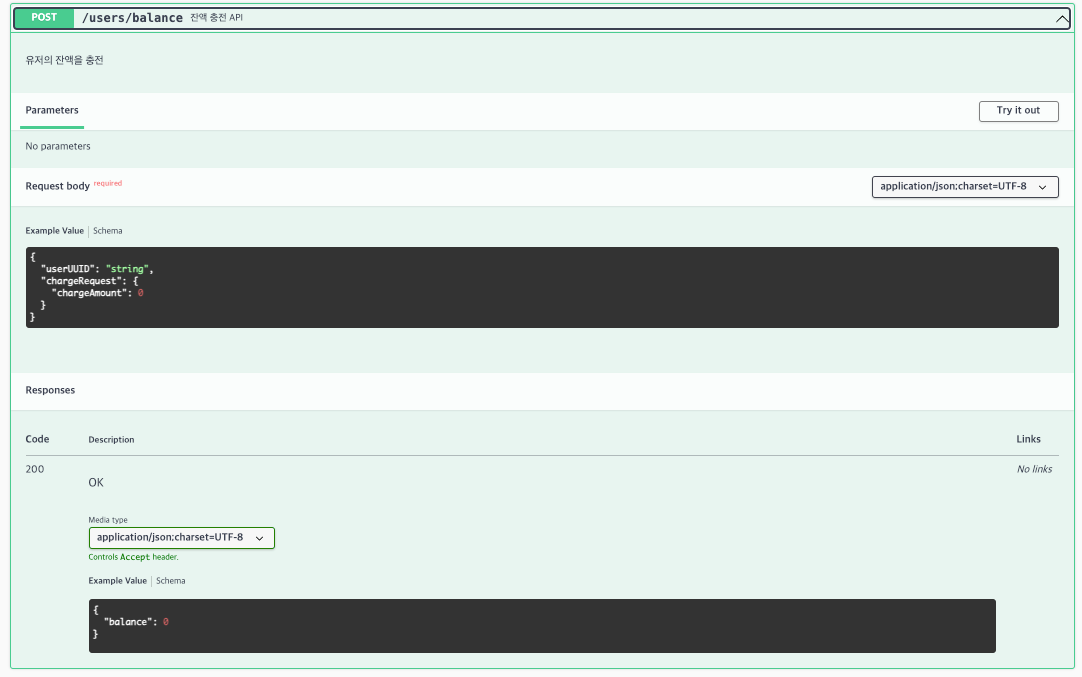 POST /users/balance 잔액 충전 API
유저의 잔액을 충전
Parameters Try it out
No parameters
Request body required application/json;charset=UTF-8
Example Value Schema
{
"userUUID": "string",
"chargeRequest": {
"chargeAmount": 0
}
}
Responses
Code Description Links
200 No links
OK
Media type
application/json;charset=UTF-8
Controls Accept header.
Example Value Schema
{
"balance": 0
}